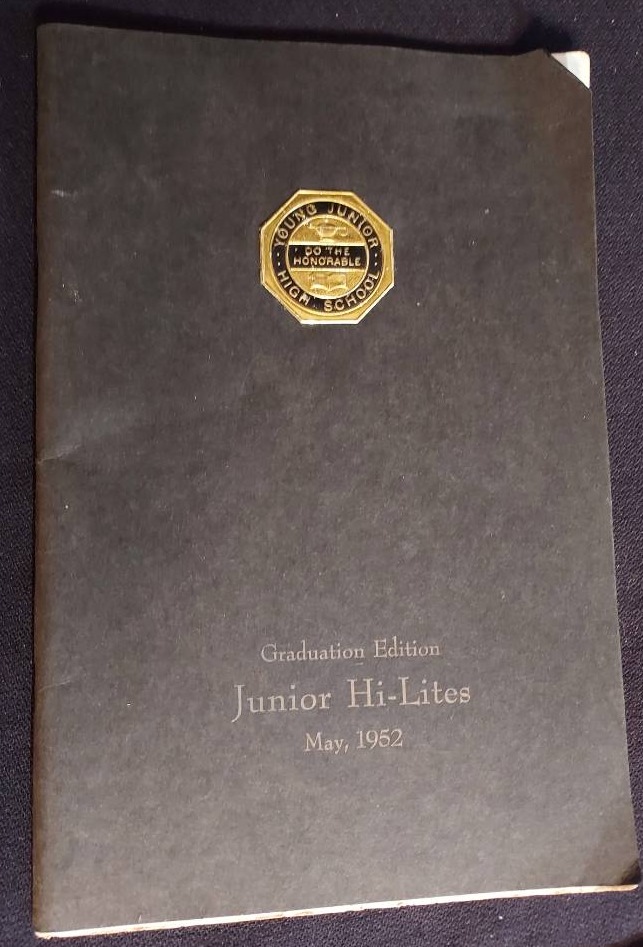 YOUNG JUNIOR
DO THE
HONORABLE
HIGH SCHOOL
Graduation Edition
Junior Hi-Lites
May, 1952